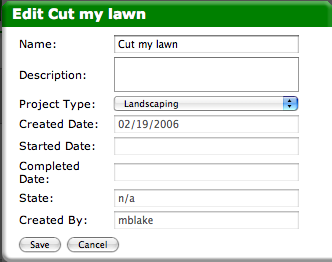 Edit Cut my lawn
Name: Cut my lawn
Description:
Project Type: Landscaping
Created Date: 02/19/2006
Started Date:
Completed
Date:
State: n/a
Created By: mblake
Save Cancel